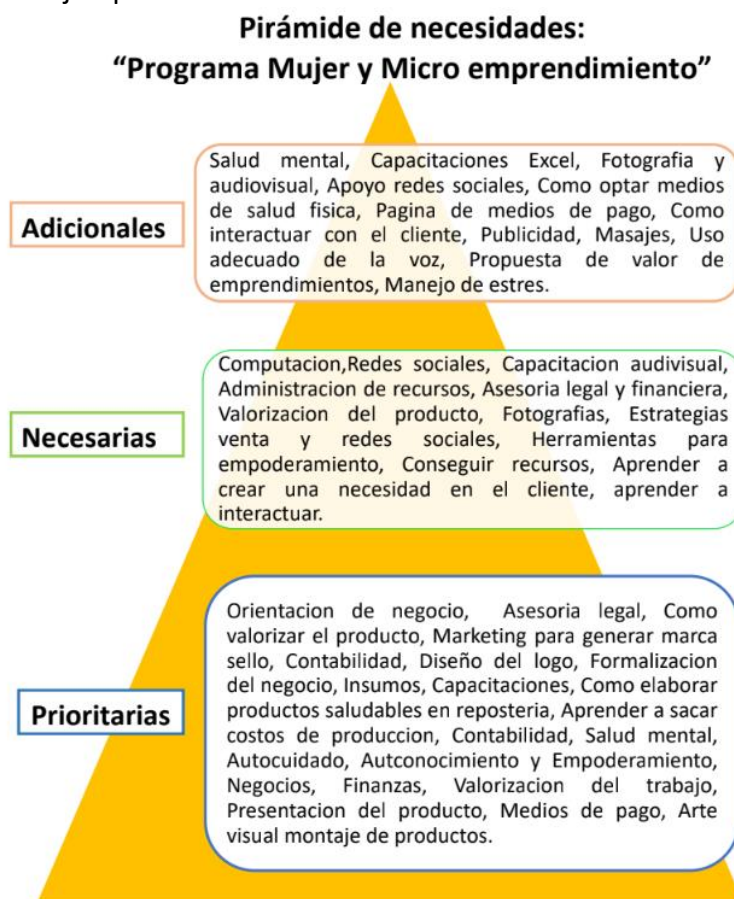 Pirámide de necesidades:
“Programa Mujer y Micro emprendimiento”
Adicionales
Salud mental, Capacitaciones Excel, Fotografia y
audiovisual, Apoyo redes sociales, Como optar medios
de salud fisica, Pagina de medios de pago, Como
interactuar con el cliente, Publicidad, Masajes, Uso
adecuado de la voz, Propuesta de valor de
emprendimientos, Manejo de estres.
Necesarias
Computacion,Redes sociales, Capacitacion audivisual,
Administracion de recursos, Asesoria legal y financiera,
Valorizacion del producto, Fotografias, Estrategias
venta y redes sociales, Herramientas para
empoderamiento, Conseguir recursos, Aprender a
crear una necesidad en el cliente, aprender a
interactuar.
Prioritarias
Orientacion de negocio, Asesoria legal, Como
valorizar el producto, Marketing para generar marca
sello, Contabilidad, Diseño del logo, Formalizacion
del negocio, Insumos, Capacitaciones, Como elaborar
productos saludables en reposteria, Aprender a sacar
costos de produccion, Contabilidad, Salud mental,
Autocuidado, Autconocimiento y Empoderamiento,
Negocios, Finanzas, Valorizacion del trabajo,
Presentacion del producto, Medios de pago, Arte
visual montaje de productos.